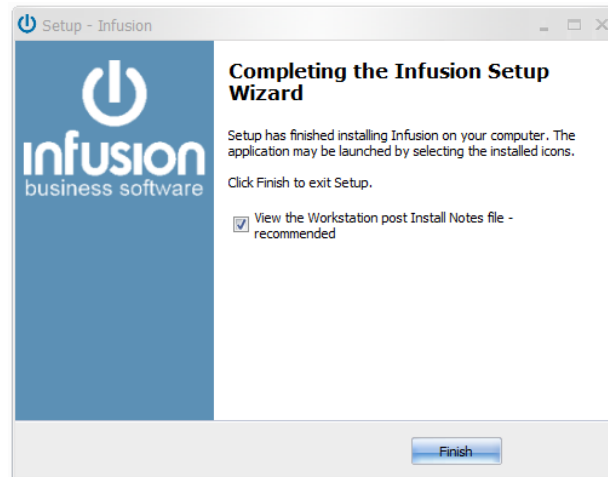 Setup - Infusion
Infusion
business software
Completing the Infusion Setup
Wizard
Setup has finished installing Infusion on your computer. The
application may be launched by selecting the installed icons.
Click Finish to exit Setup.
View the Workstation post Install Notes file -
recommended
Finish